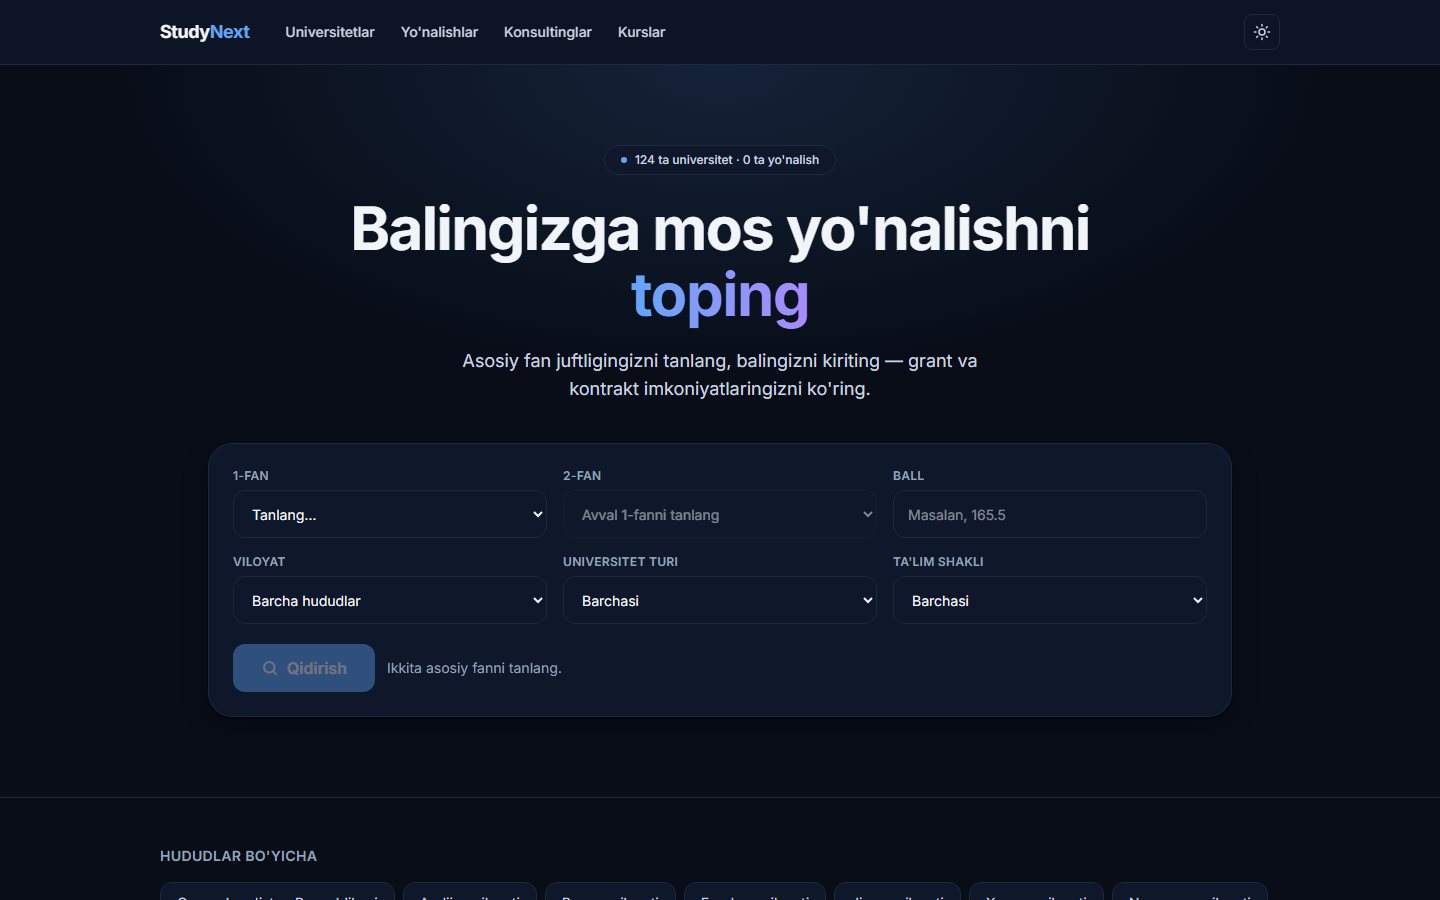 StudyNext
Universitetlar
Yo'nalishlar
Konsultinglar
Kurslar
124 ta universitet · 0 ta yo'nalish
Balingizga mos yo'nalishni
toping
Asosiy fan juftligingizni tanlang, balingizni kiriting — grant va
kontrakt imkoniyatlaringizni ko'ring.
1-FAN
2-FAN
BALL
Tanlang...
Avval 1-fanni tanlang
Masalan, 165.5
VILOYAT
UNIVERSITET TURI
TA'LIM SHAKLI
Barcha hududlar
Barchasi
Barchasi
Qidirish
Ikkita asosiy fanni tanlang.
HUDUDLAR BO'YICHA